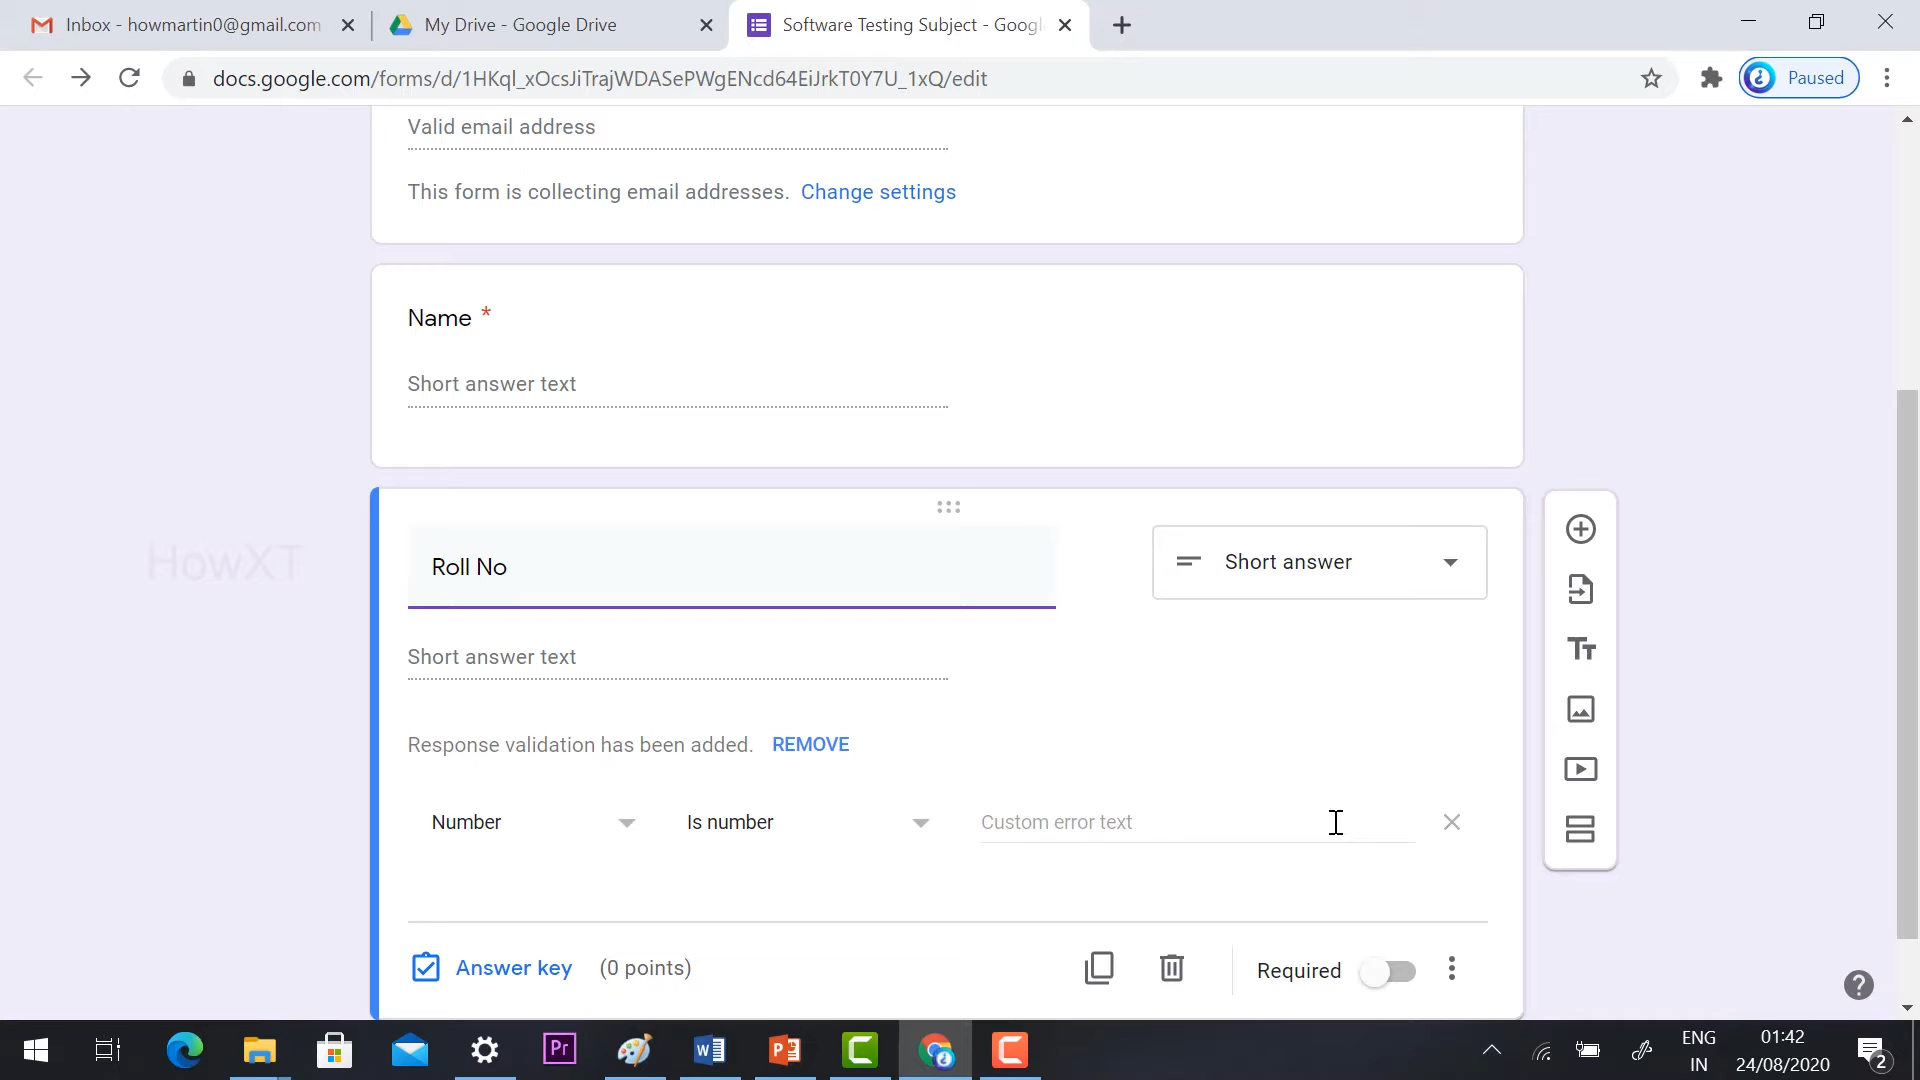 Inbox - howmartin0@gmail.com
My Drive - Google Drive
Software Testing Subject - Googl
docs.google.com/forms/d/1HKql_xOcsJiTrajWDASePWgENcd64EiJrkT0Y7U_1xQ/edit
Paused
Valid email address
This form is collecting email addresses. Change settings
Name *
Short answer text
HowXT
Roll No
Short answer
Short answer text
Response validation has been added. REMOVE
Number
Is number
Custom error text
Answer key (0 points)
Required
Pr
ENG
IN
01:42
24/08/2020
2